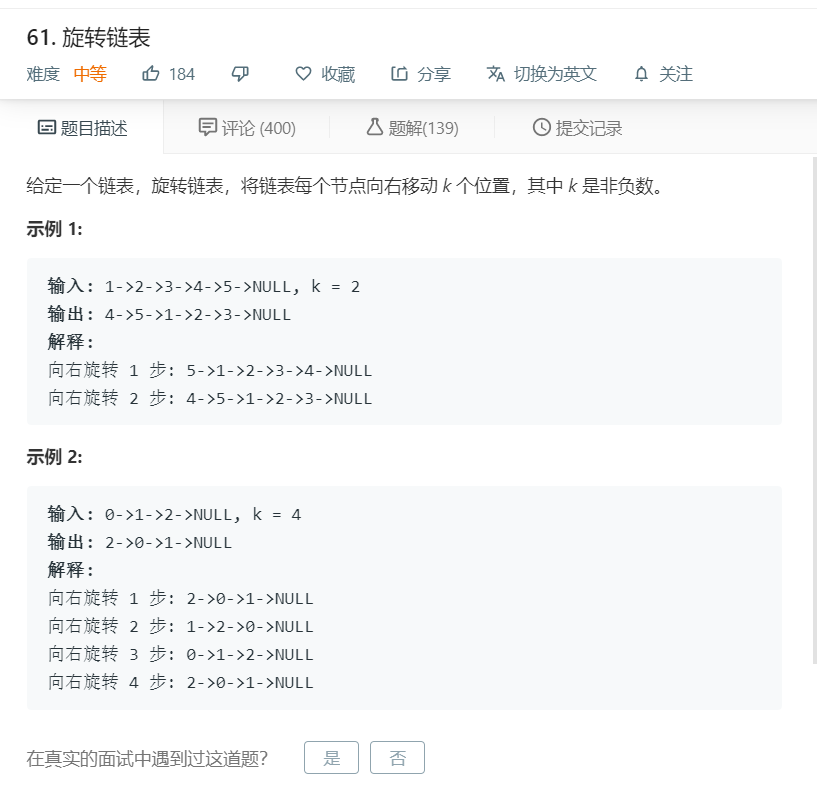 61. 旋转链表
难度 中等 184 收藏 分享 切换为英文 关注
题目描述 评论 (400) 题解(139) 提交记录
给定一个链表，旋转链表，将链表每个节点向右移动 k 个位置，其中 k 是非负数。
示例 1:
输入: 1->2->3->4->5->NULL, k = 2
输出: 4->5->1->2->3->NULL
解释:
向右旋转 1 步: 5->1->2->3->4->NULL
向右旋转 2 步: 4->5->1->2->3->NULL
示例 2:
输入: 0->1->2->NULL, k = 4
输出: 2->0->1->NULL
解释:
向右旋转 1 步: 2->0->1->NULL
向右旋转 2 步: 1->2->0->NULL
向右旋转 3 步: 0->1->2->NULL
向右旋转 4 步: 2->0->1->NULL
在真实的面试中遇到过这道题？ 是 否